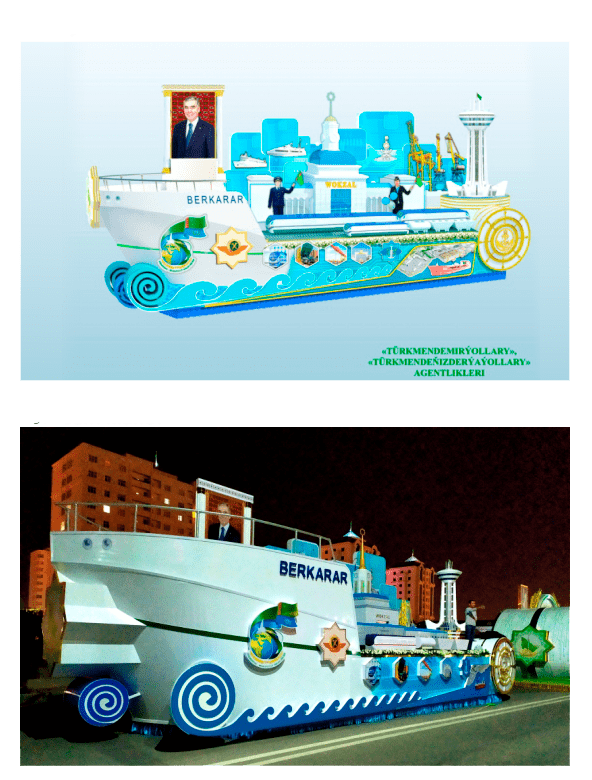 BERKARAR
WOKZAL
«TÜRKMENDEMIRÝOLLARY»,
«TÜRKMENDEŇIZDERÝAÝOLLARY»
AGENTLIKLERI
BERKARAR